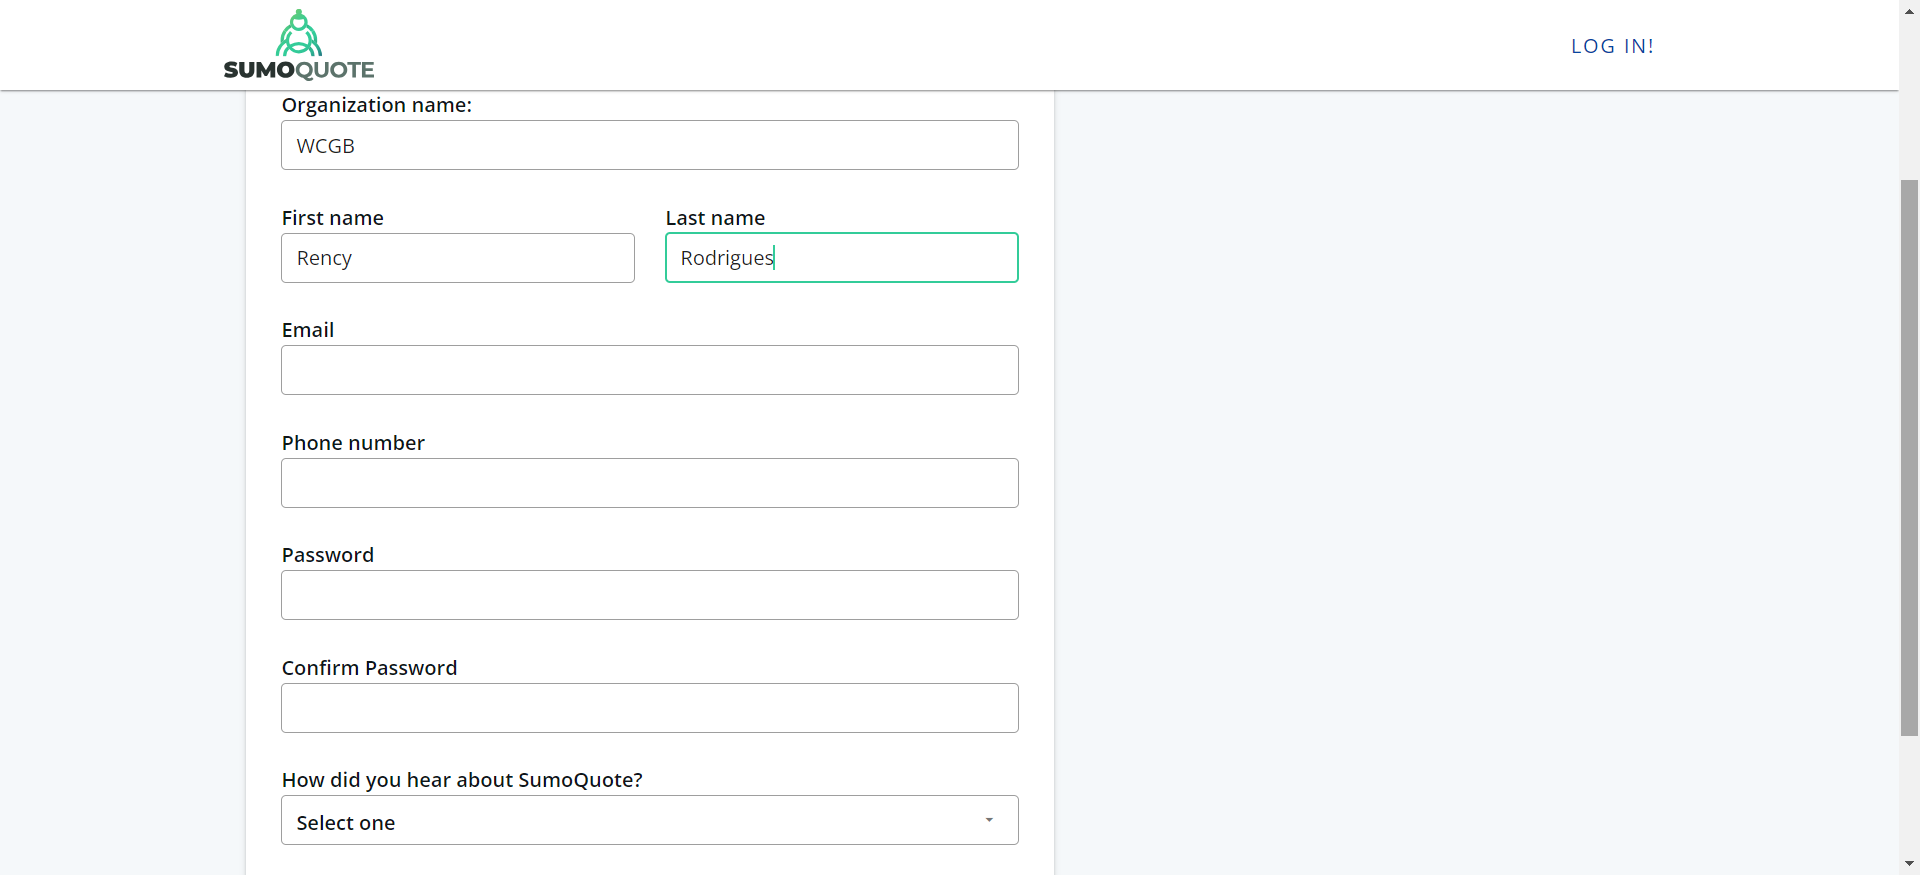 SUMOQUOTE
LOG IN!
Organization name:
WCGB
First name
Last name
Rency
Rodrigues
Email
Phone number
Password
Confirm Password
How did you hear about SumoQuote?
Select one